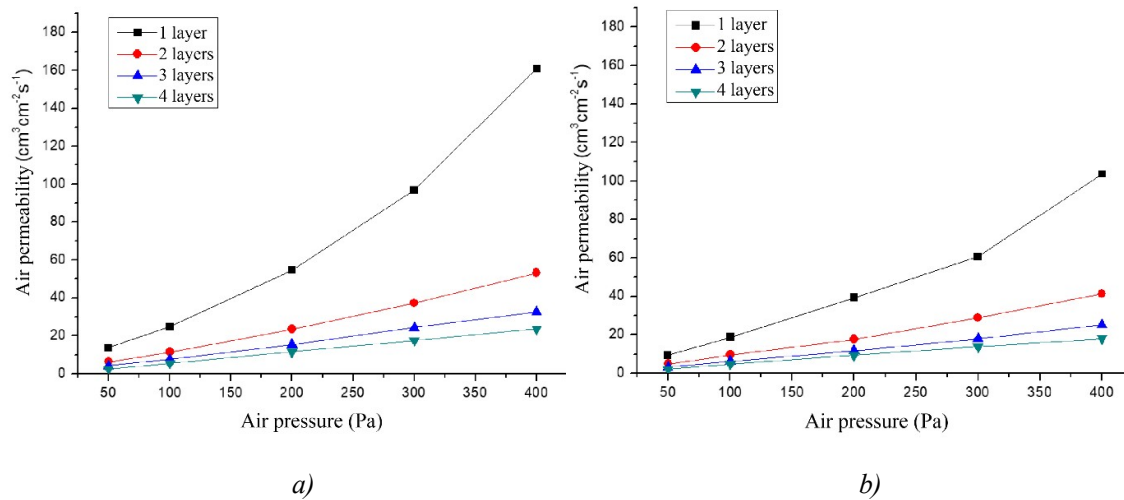 180
160
140
120
100
80
60
40
20
0
Air permeability (cm³cm⁻²s⁻¹)
1 layer
2 layers
3 layers
4 layers
50 100 150 200 250 300 350 400
Air pressure (Pa)
a)
180
160
140
120
100
80
60
40
20
0
Air permeability (cm³cm⁻²s⁻¹)
1 layer
2 layers
3 layers
4 layers
50 100 150 200 250 300 350 400
Air pressure (Pa)
b)